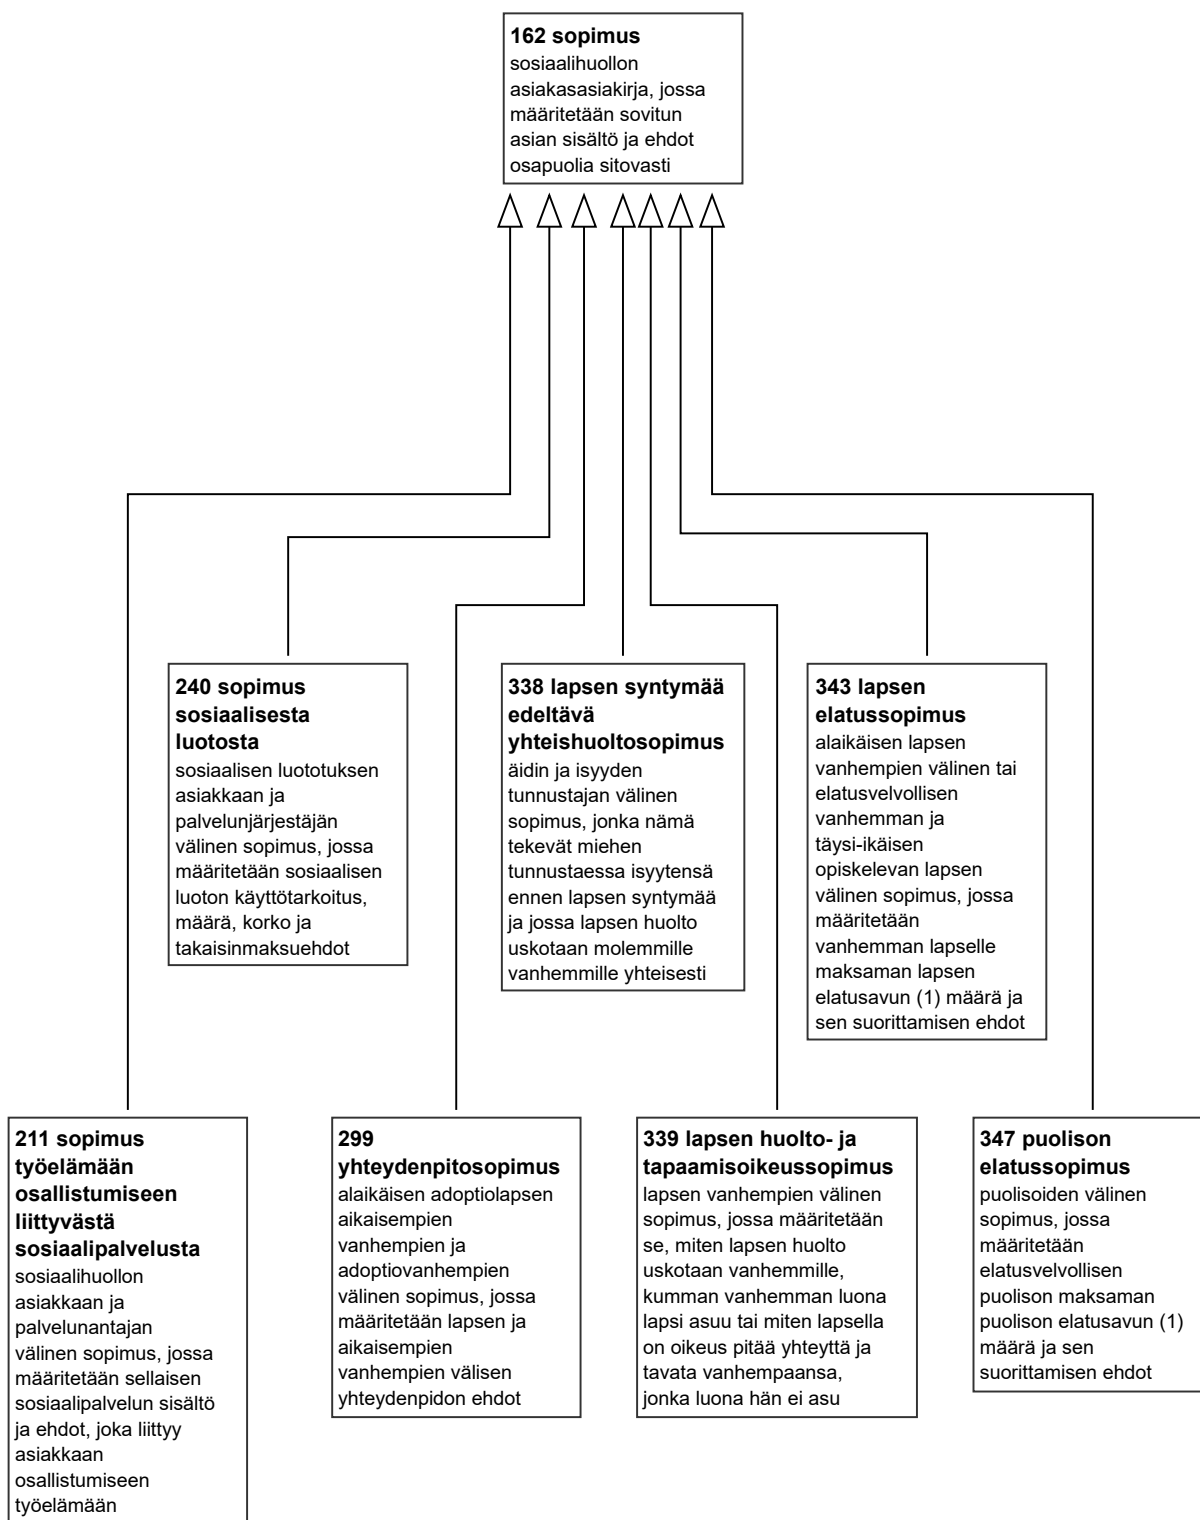 162 sopimus
sosiaalihuollon
asiakasasiakirja, jossa
määritetään sovitun
asian sisältö ja ehdot
osapuolia sitovasti
240 sopimus
sosiaalisesta
luotosta
sosiaalisen luototuksen
asiakkaan ja
palvelunjärjestäjän
välinen sopimus, jossa
määritetään sosiaalisen
luoton käyttötarkoitus,
määrä, korko ja
takaisinmaksuehdot
338 lapsen syntymää
edeltävä
yhteishuoltosopimus
äidin ja isyyden
tunnustajan välinen
sopimus, jonka nämä
tekevät miehen
tunnustaessa isyytensä
ennen lapsen syntymää
ja jossa lapsen huolto
uskotaan molemmille
vanhemmille yhteisesti
343 lapsen
elatussopimus
alaikäisen lapsen
vanhempien välinen tai
elatusvelvollisen
vanhemman ja
täysi-ikäisen
opiskelevan lapsen
välinen sopimus, jossa
määritetään
vanhemman lapselle
maksaman lapsen
elatusavun (1) määrä ja
sen suorittamisen ehdot
211 sopimus
työelämään
osallistumiseen
liittyvästä
sosiaalipalvelusta
sosiaalihuollon
asiakkaan ja
palvelunantajan
välinen sopimus, jossa
määritetään sellaisen
sosiaalipalvelun sisältö
ja ehdot, joka liittyy
asiakkaan
osallistumiseen
työelämään
299
yhteydenpitosopimus
alaikäisen adoptiolapsen
aikaisempien
vanhempien ja
adoptiovanhempien
välinen sopimus, jossa
määritetään lapsen ja
aikaisempien
vanhempien välisen
yhteydenpidon ehdot
339 lapsen huolto- ja
tapaamisoikeussopimus
lapsen vanhempien välinen
sopimus, jossa määritetään
se, miten lapsen huolto
uskotaan vanhemmille,
kumman vanhemman luona
lapsi asuu tai miten lapsella
on oikeus pitää yhteyttä ja
tavata vanhempaansa,
jonka luona hän ei asu
347 puolison
elatussopimus
puolisoiden välinen
sopimus, jossa
määritetään
elatusvelvollisen
puolison maksaman
puolison elatusavun (1)
määrä ja sen
suorittamisen ehdot